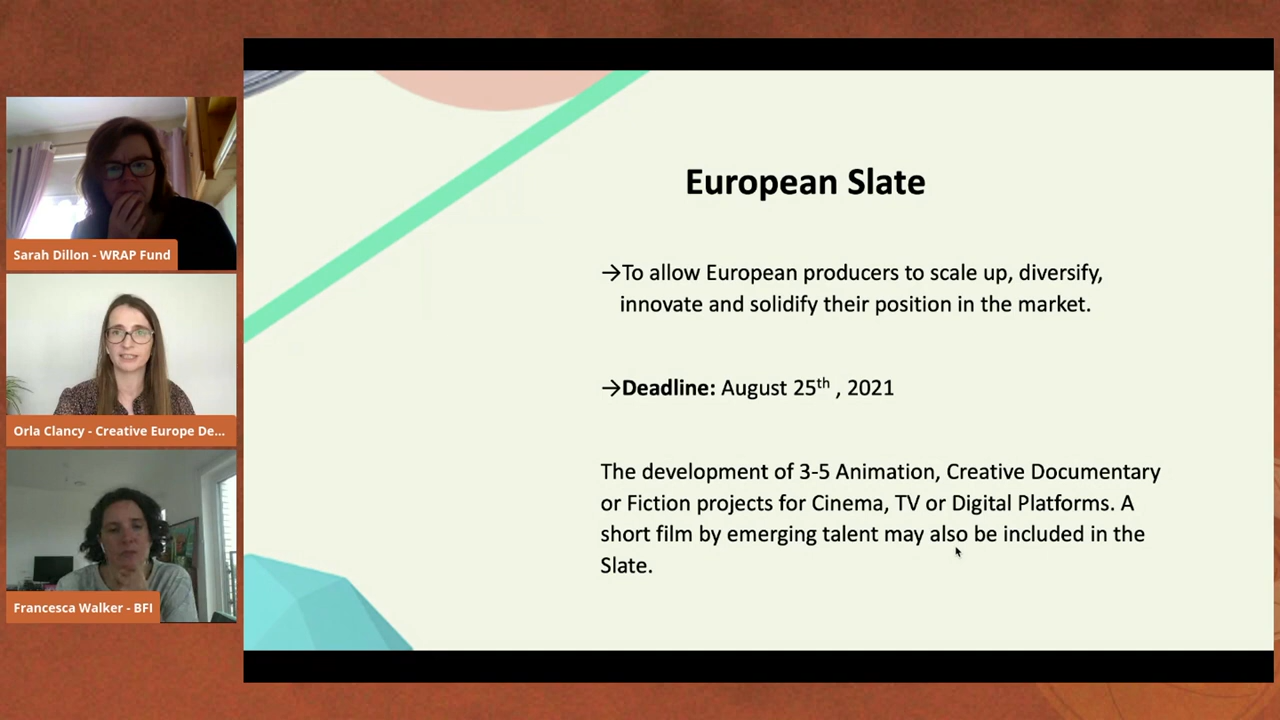 Sarah Dillon - WRAP Fund
Orla Clancy - Creative Europe De...
Francesca Walker - BFI
European Slate
→To allow European producers to scale up, diversify,
innovate and solidify their position in the market.
→Deadline: August 25th , 2021
The development of 3-5 Animation, Creative Documentary
or Fiction projects for Cinema, TV or Digital Platforms. A
short film by emerging talent may also be included in the
Slate.